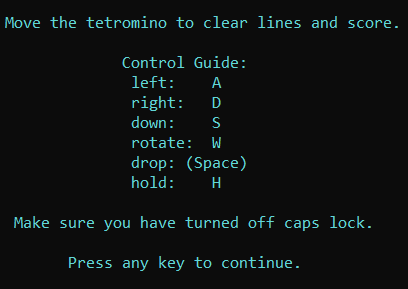 Move the tetromino to clear lines and score.
Control Guide:
left: A
right: D
down: S
rotate: W
drop: (Space)
hold: H
Make sure you have turned off caps lock.
Press any key to continue.